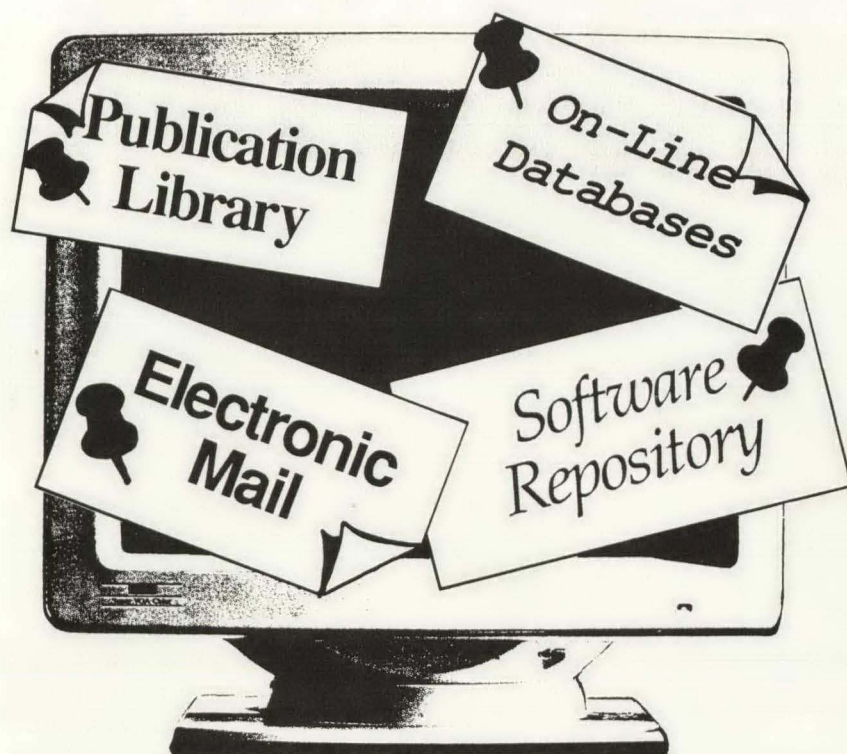 Publication
Library
On-Line
Databases
Electronic
Mail
Software
Repository